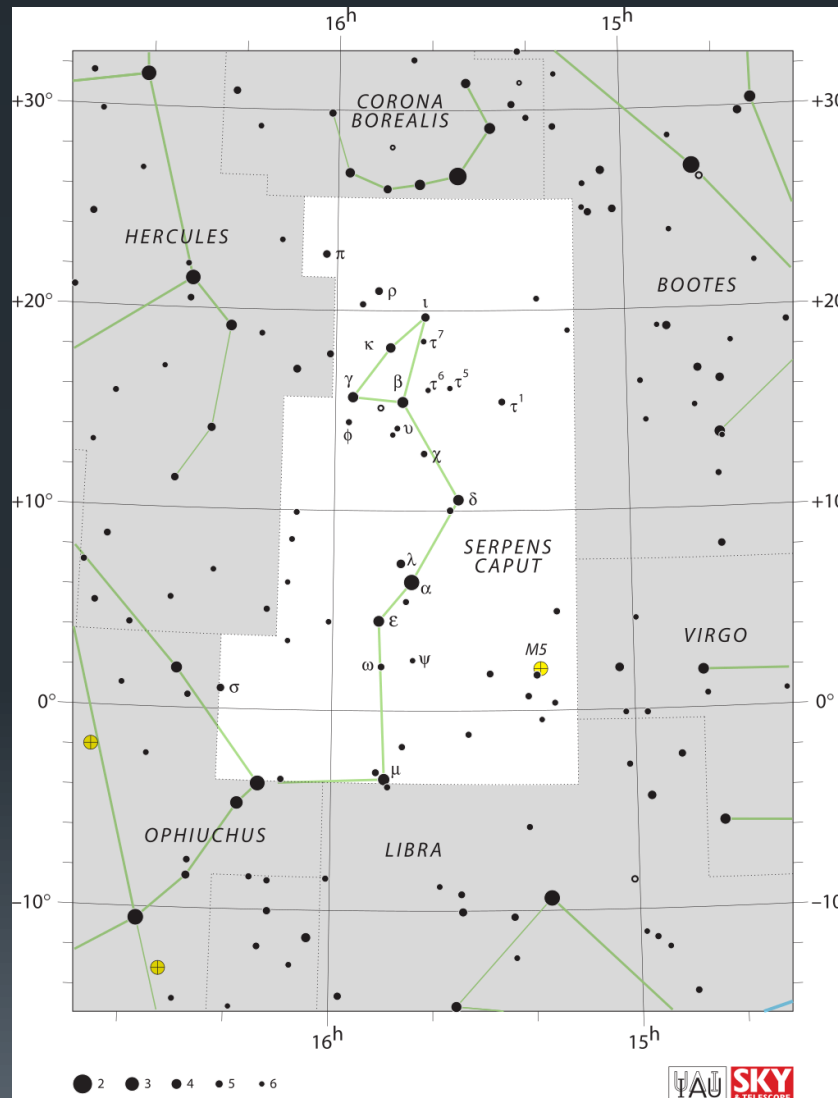 16h
15h
+30°
+30
CORONA
BOREALIS
HERCULES
π
+20°
+20
BOOTES
ρ
ι
κ
τ7
γ
β
τ6
τ5
τ1
φ
υ
χ
+10°
+10
δ
SERPENS
CAPUT
λ
α
ε
VIRGO
M5
ω
ψ
σ
0°
0°
μ
OPHIUCHUS
LIBRA
–10°
–10
16h
15h
2
3
4
5
6
IAU
SKY
& TELESCOPE